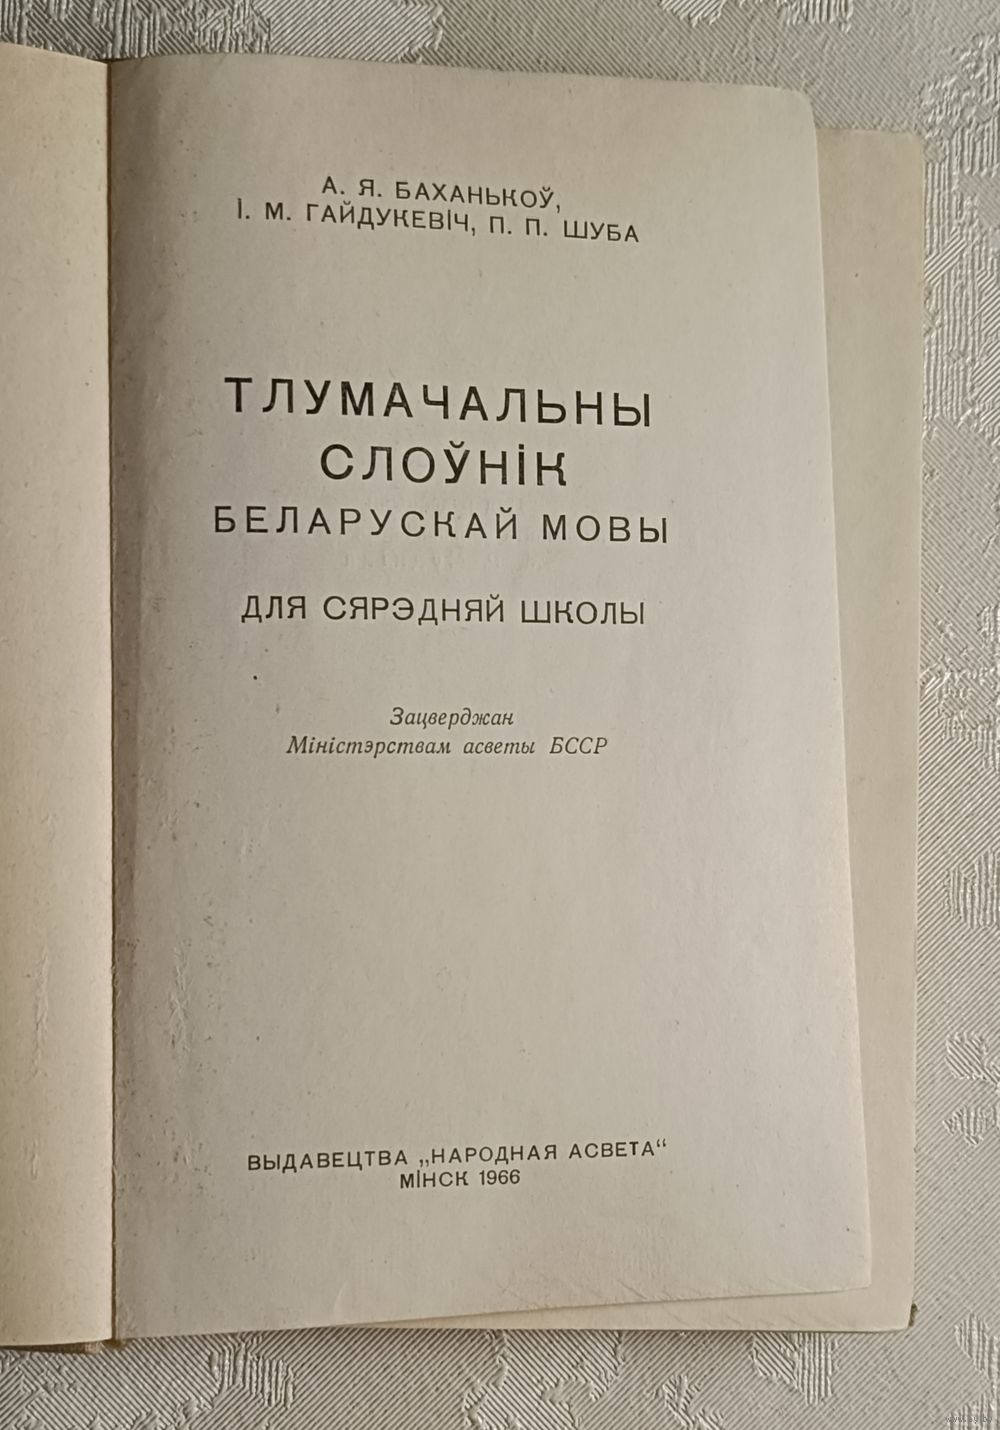 А. Я. БАХАНЬКОЎ,
І. М. ГАЙДУКЕВІЧ, П. П. ШУБА
ТЛУМАЧАЛЬНЫ
СЛОЎНІК
БЕЛАРУСКАЙ МОВЫ
ДЛЯ СЯРЭДНЯЙ ШКОЛЫ
Зацверджан
Міністэрствам асветы БССР
ВЫДАВЕЦТВА „НАРОДНАЯ АСВЕТА“
МІНСК 1966